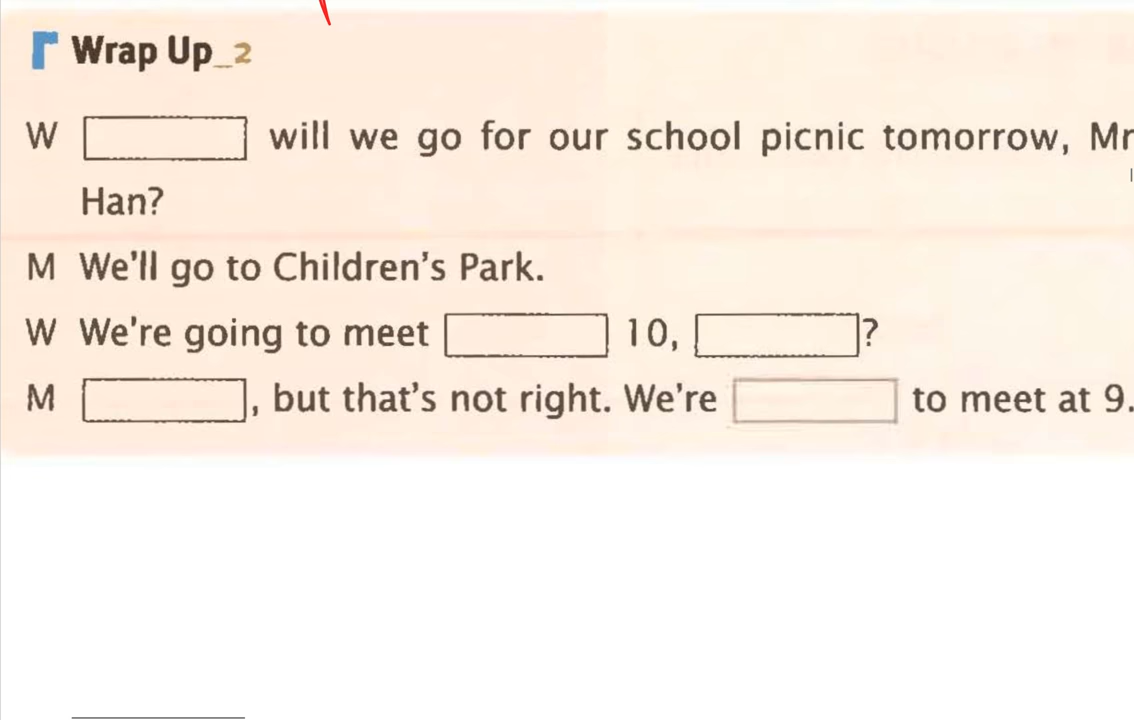 Wrap Up_2
W will we go for our school picnic tomorrow, Mr
Han?
M We'll go to Children's Park.
W We're going to meet 10, ?
M , but that's not right. We're to meet at 9.